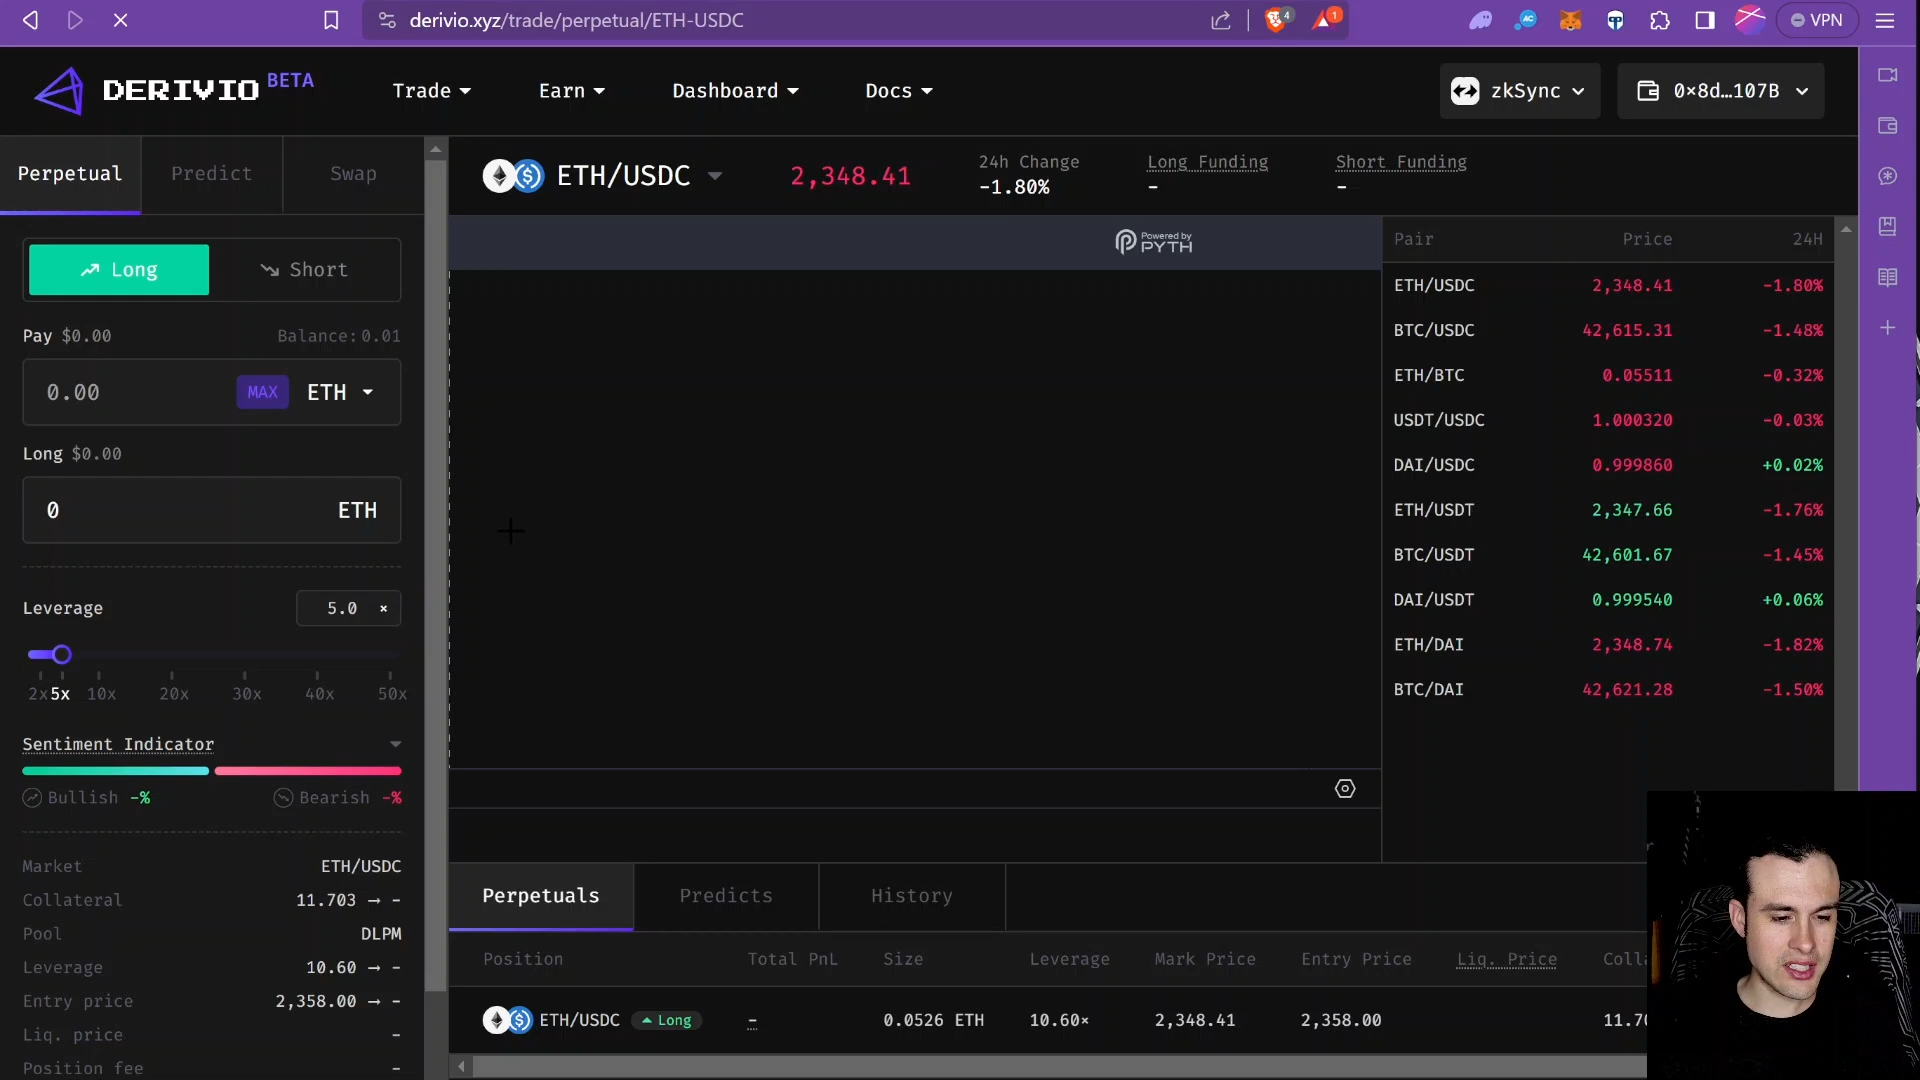 derivio.xyz/trade/perpetual/ETH-USDC
4
1
AC
VPN
DERIVIO BETA
Trade
Earn
Dashboard
Docs
zkSync
0×8d…107B
Perpetual
Predict
Swap
ETH/USDC
2,348.41
24h Change
-1.80%
Long Funding
-
Short Funding
-
Long
Short
Pay $0.00
Balance: 0.01
0.00
MAX
ETH
Long $0.00
0
ETH
Leverage
5.0 ×
2x 5x 10x 20x 30x 40x 50x
Sentiment Indicator
Bullish -%
Bearish -%
Market ETH/USDC
Collateral 11.703 → -
Pool DLPM
Leverage 10.60 → -
Entry price 2,358.00 → -
Liq. price -
Position fee -
Powered by
PYTH
Pair Price 24H
ETH/USDC 2,348.41 -1.80%
BTC/USDC 42,615.31 -1.48%
ETH/BTC 0.05511 -0.32%
USDT/USDC 1.000320 -0.03%
DAI/USDC 0.999860 +0.02%
ETH/USDT 2,347.66 -1.76%
BTC/USDT 42,601.67 -1.45%
DAI/USDT 0.999540 +0.06%
ETH/DAI 2,348.74 -1.82%
BTC/DAI 42,621.28 -1.50%
Perpetuals
Predicts
History
Position Total PnL Size Leverage Mark Price Entry Price Liq. Price
ETH/USDC Long - 0.0526 ETH 10.60× 2,348.41 2,358.00